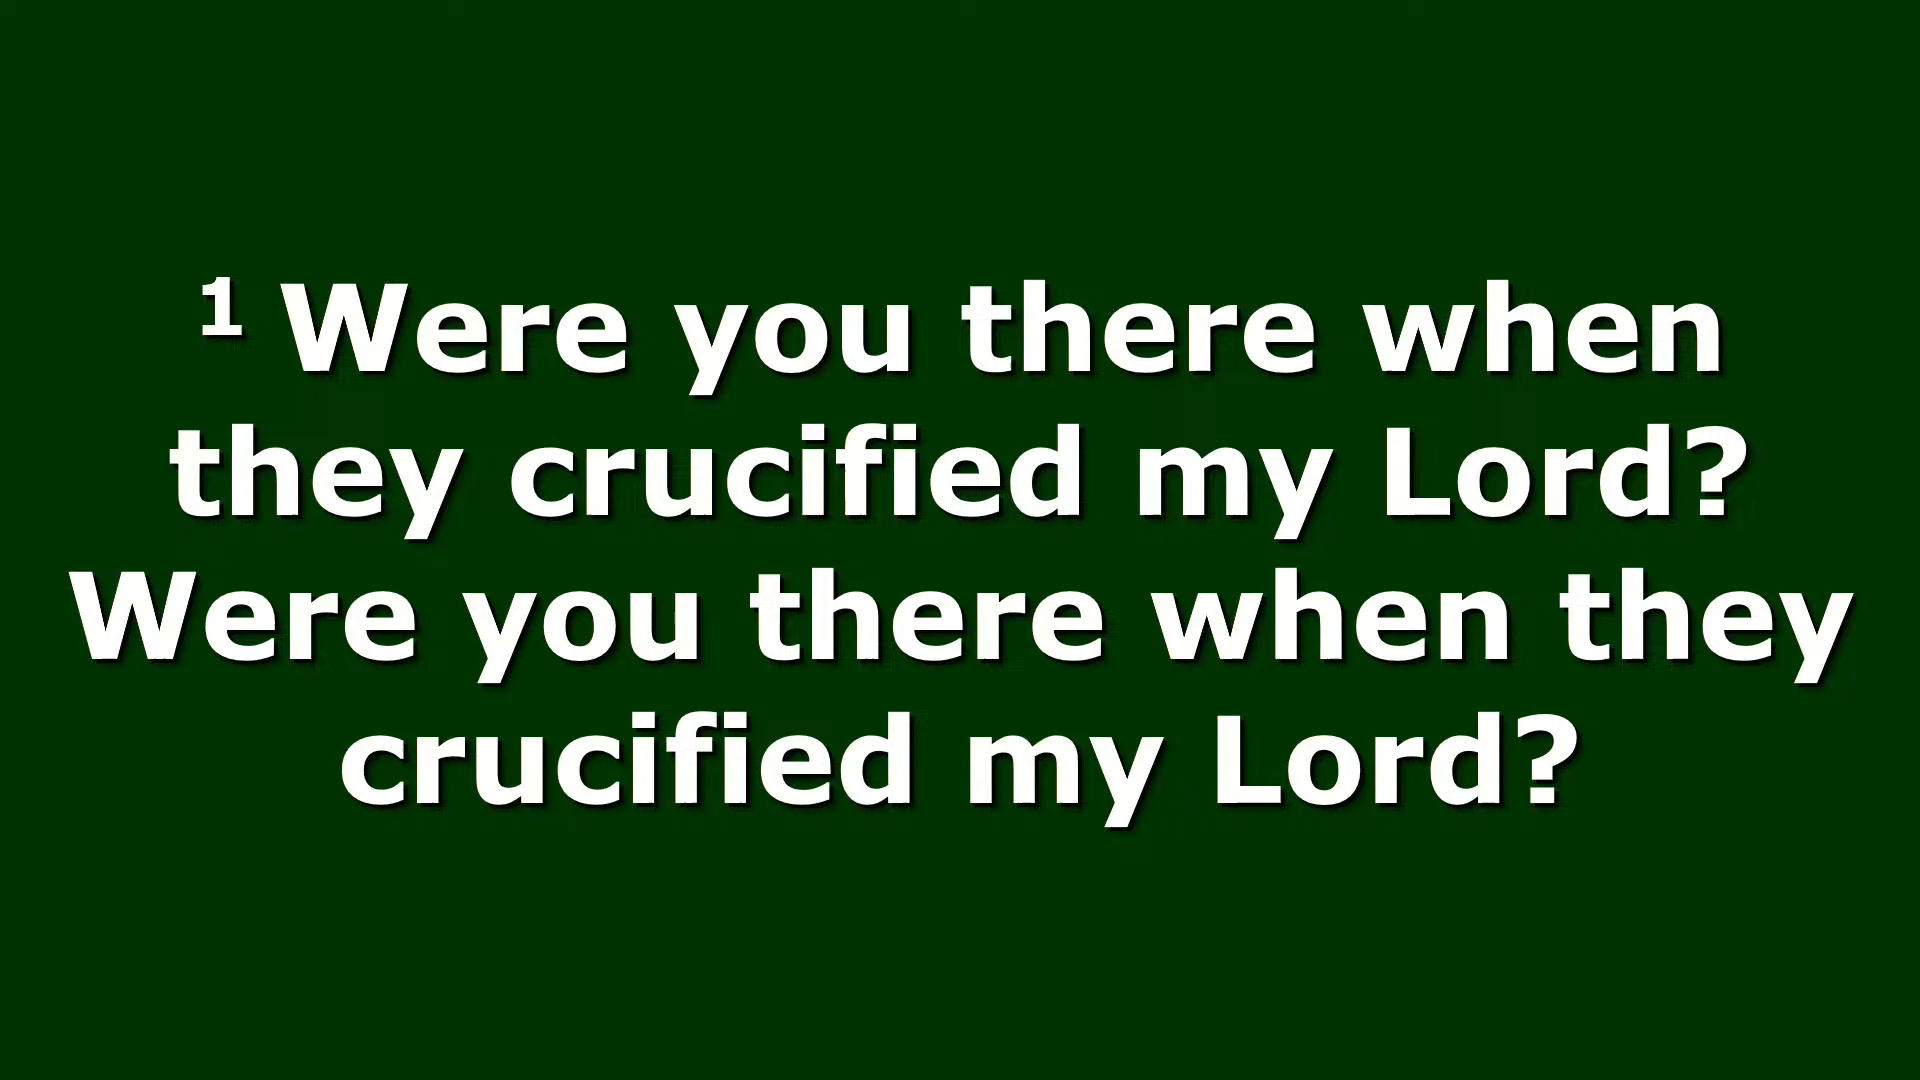 1 Were you there when
they crucified my Lord?
Were you there when they
crucified my Lord?